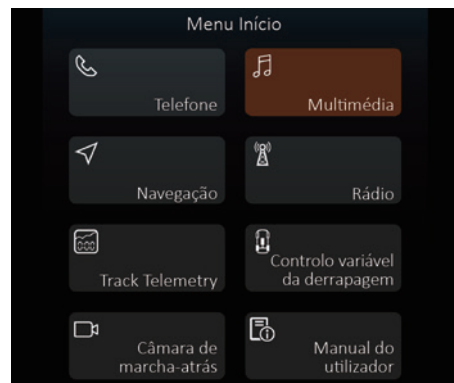 Menu Início
Telefone
Multimédia
Navegação
Rádio
Track Telemetry
Controlo variável
da derrapagem
Câmara de
marcha-atrás
Manual do
utilizador